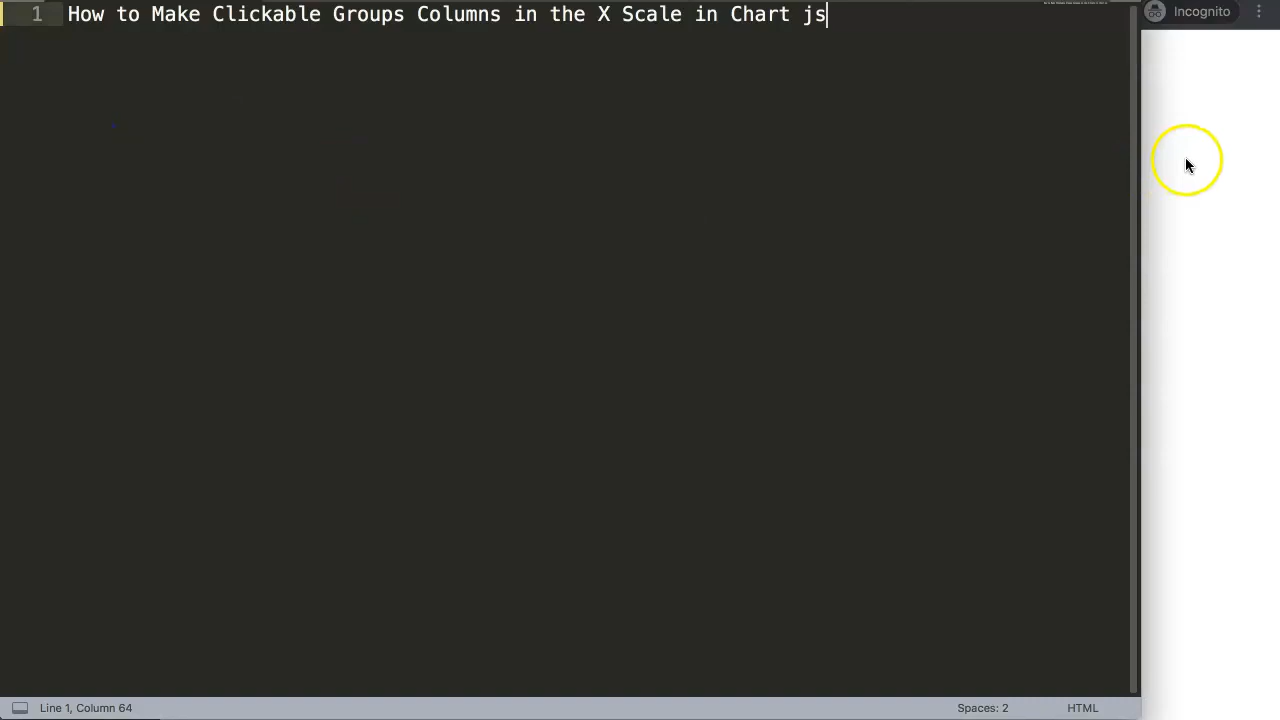 1 How to Make Clickable Groups Columns in the X Scale in Chart js
Incognito
Line 1, Column 64
Spaces: 2
HTML